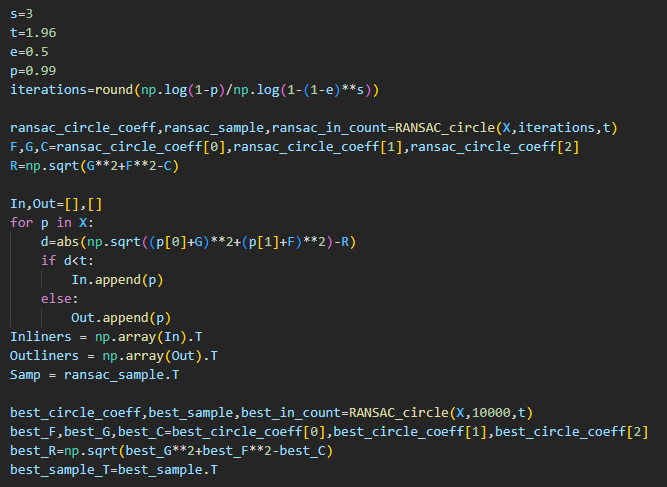 s=3
t=1.96
e=0.5
p=0.99
iterations=round(np.log(1-p)/np.log(1-(1-e)**s))

ransac_circle_coeff,ransac_sample,ransac_in_count=RANSAC_circle(X,iterations,t)
F,G,C=ransac_circle_coeff[0],ransac_circle_coeff[1],ransac_circle_coeff[2]
R=np.sqrt(G**2+F**2-C)

In,Out=[],[]
for p in X:
    d=abs(np.sqrt((p[0]+G)**2+(p[1]+F)**2)-R)
    if d<t:
        In.append(p)
    else:
        Out.append(p)
Inliners = np.array(In).T
Outliners = np.array(Out).T
Samp = ransac_sample.T

best_circle_coeff,best_sample,best_in_count=RANSAC_circle(X,10000,t)
best_F,best_G,best_C=best_circle_coeff[0],best_circle_coeff[1],best_circle_coeff[2]
best_R=np.sqrt(best_G**2+best_F**2-best_C)
best_sample_T=best_sample.T